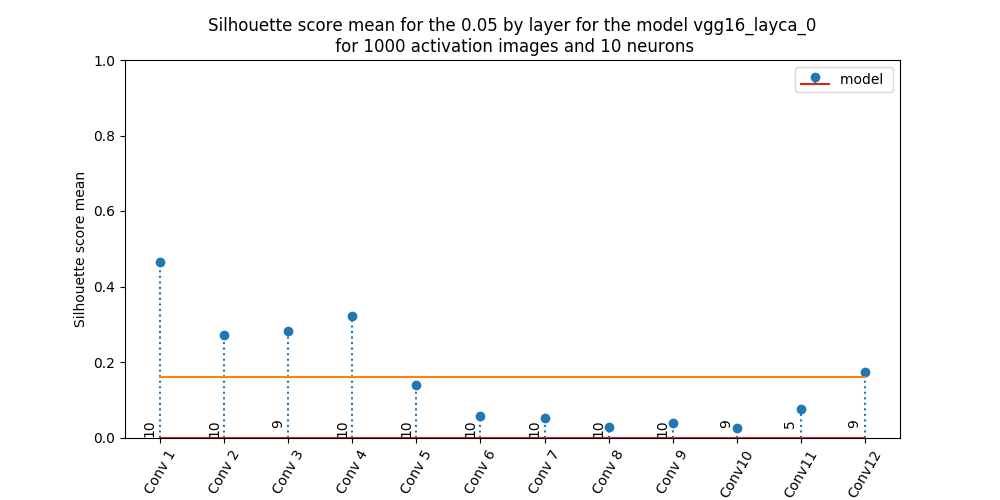 Silhouette score mean for the 0.05 by layer for the model vgg16_layca_0
for 1000 activation images and 10 neurons
model
Silhouette score mean
1.0
0.8
0.6
0.4
0.2
0.0
10
10
9
10
10
10
10
10
10
9
5
9
Conv 1
Conv 2
Conv 3
Conv 4
Conv 5
Conv 6
Conv 7
Conv 8
Conv 9
Conv10
Conv11
Conv12